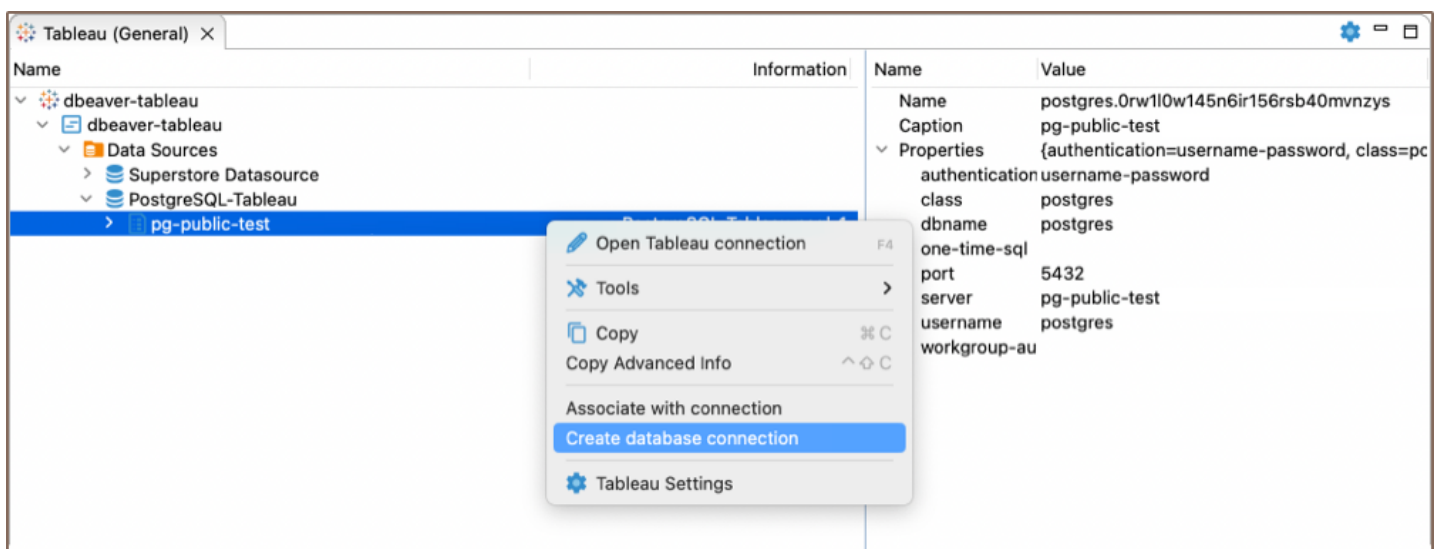 Tableau (General)
Name Information
dbeaver-tableau
dbeaver-tableau
Data Sources
Superstore Datasource
PostgreSQL-Tableau
pg-public-test
Open Tableau connection F4
Tools
Copy ⌘ C
Copy Advanced Info ^ ⇧ C
Associate with connection
Create database connection
Tableau Settings
Name Value
Name postgres.0rw1l0w145n6ir156rsb40mvnzys
Caption pg-public-test
Properties {authentication=username-password, class=pc
authentication username-password
class postgres
dbname postgres
one-time-sql
port 5432
server pg-public-test
username postgres
workgroup-au